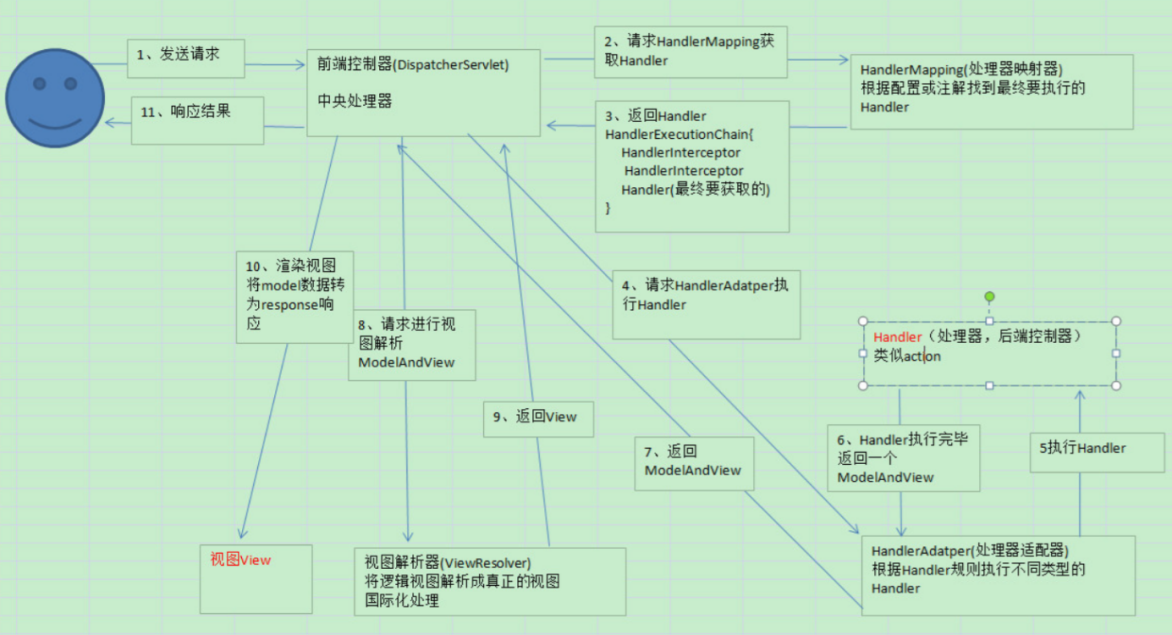 1、发送请求
11、响应结果
前端控制器(DispatcherServlet)
中央处理器
2、请求HandlerMapping获
取Handler
HandlerMapping(处理器映射器)
根据配置或注解找到最终要执行的
Handler
3、返回Handler
HandlerExecutionChain{
HandlerInterceptor
HandlerInterceptor
Handler(最终要获取的)
}
4、请求HandlerAdatper执
行Handler
Handler（处理器，后端控制器）
类似action
5执行Handler
6、Handler执行完毕
返回一个
ModelAndView
HandlerAdatper(处理器适配器)
根据Handler规则执行不同类型的
Handler
7、返回
ModelAndView
8、请求进行视
图解析
ModelAndView
视图解析器(ViewResolver)
将逻辑视图解析成真正的视图
国际化处理
9、返回View
10、渲染视图
将model数据转
为response响
应
视图View